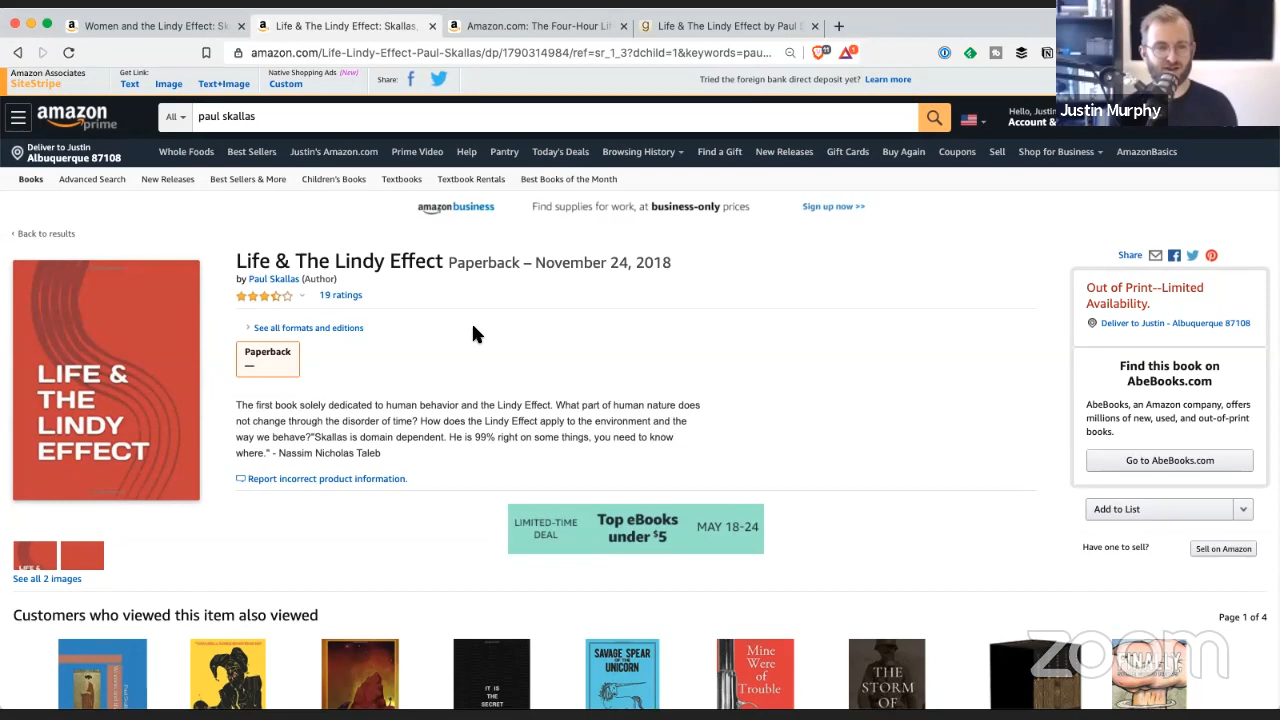 Women and the Lindy Effect: Sk
Life & The Lindy Effect: Skallas,
Amazon.com: The Four-Hour Lif
Life & The Lindy Effect by Paul S
amazon.com/Life-Lindy-Effect-Paul-Skallas/dp/1790314984/ref=sr_1_3?dchild=1&keywords=pau...
11
1
Amazon Associates
SiteStripe
Get Link:
Text Image Text+Image
Native Shopping Ads (New)
Custom
Share:
Tried the foreign bank direct deposit yet? Learn more
Justin Murphy
amazon prime
All
paul skallas
Hello, Justin
Account &
Deliver to Justin
Albuquerque 87108
Whole Foods Best Sellers Justin's Amazon.com Prime Video Help Pantry Today's Deals Browsing History Find a Gift New Releases Gift Cards Buy Again Coupons Sell Shop for Business AmazonBasics
Books Advanced Search New Releases Best Sellers & More Children's Books Textbooks Textbook Rentals Best Books of the Month
amazon business Find supplies for work, at business-only prices Sign up now >>
‹ Back to results
Life & The Lindy Effect Paperback – November 24, 2018
by Paul Skallas (Author)
19 ratings
See all formats and editions
Paperback
—
The first book solely dedicated to human behavior and the Lindy Effect. What part of human nature does
not change through the disorder of time? How does the Lindy Effect apply to the environment and the
way we behave?"Skallas is domain dependent. He is 99% right on some things, you need to know
where." - Nassim Nicholas Taleb
Report incorrect product information.
LIFE &
THE
LINDY
EFFECT
LIFE &
See all 2 images
LIMITED-TIME
DEAL
Top eBooks
under $5
MAY 18-24
Share
Out of Print--Limited
Availability.
Deliver to Justin - Albuquerque 87108
Find this book on
AbeBooks.com
AbeBooks, an Amazon company, offers
millions of new, used, and out-of-print
books.
Go to AbeBooks.com
Add to List
Have one to sell?
Sell on Amazon
Customers who viewed this item also viewed
Page 1 of 4
IT IS
THE
SECRET
SAVAGE SPEAR
OF THE
UNICORN
Mine
Were of
Trouble
THE
STORM
OF
FINALLY
zoom